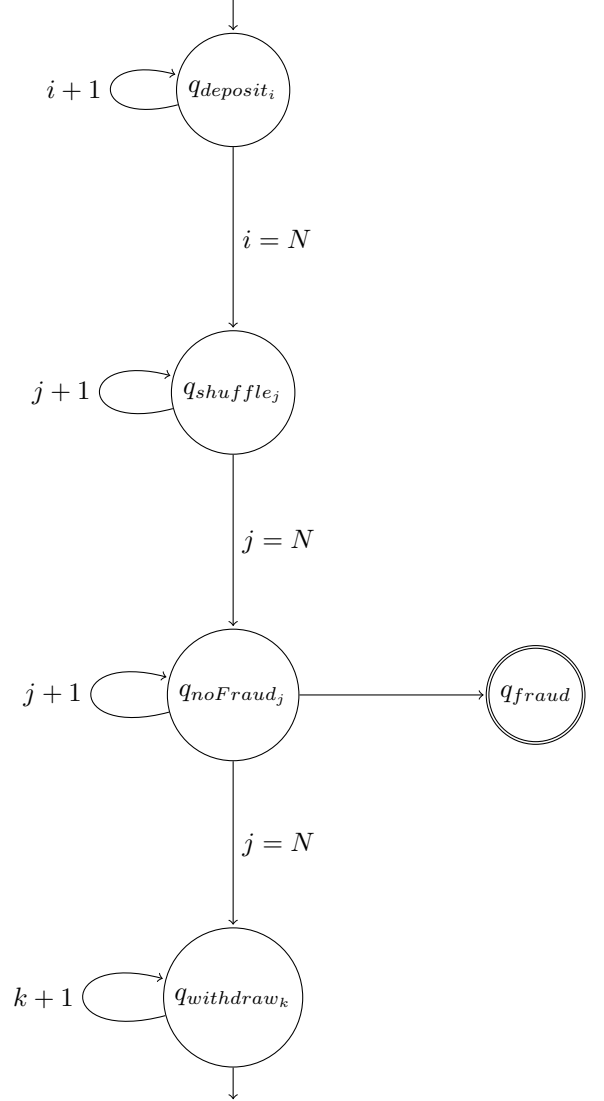 i + 1
q_{deposit_i}
i = N
j + 1
q_{shuffle_j}
j = N
j + 1
q_{noFraud_j}
q_{fraud}
j = N
k + 1
q_{withdraw_k}